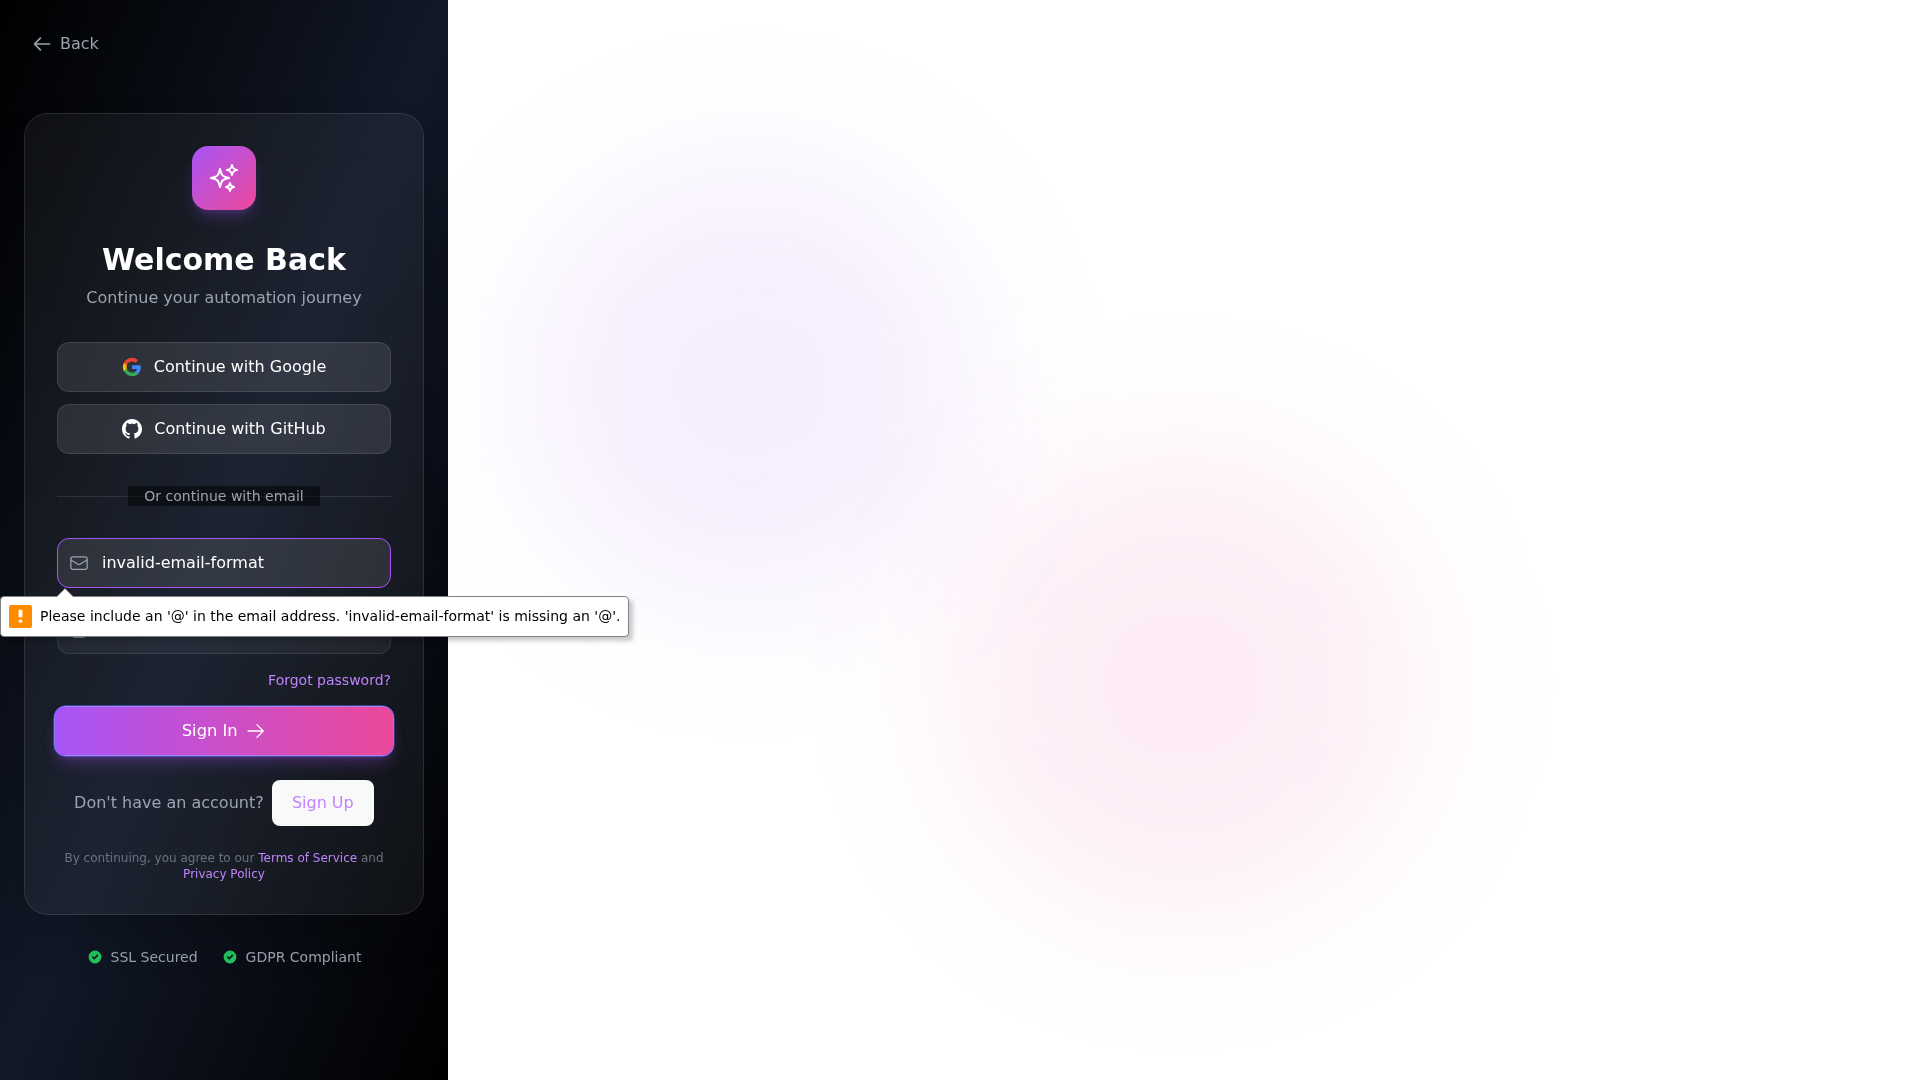 Back
Welcome Back
Continue your automation journey
Continue with Google
Continue with GitHub
Or continue with email
invalid-email-format
Please include an '@' in the email address. 'invalid-email-format' is missing an '@'.
Forgot password?
Sign In
Don't have an account? Sign Up
By continuing, you agree to our Terms of Service and
Privacy Policy
SSL Secured GDPR Compliant